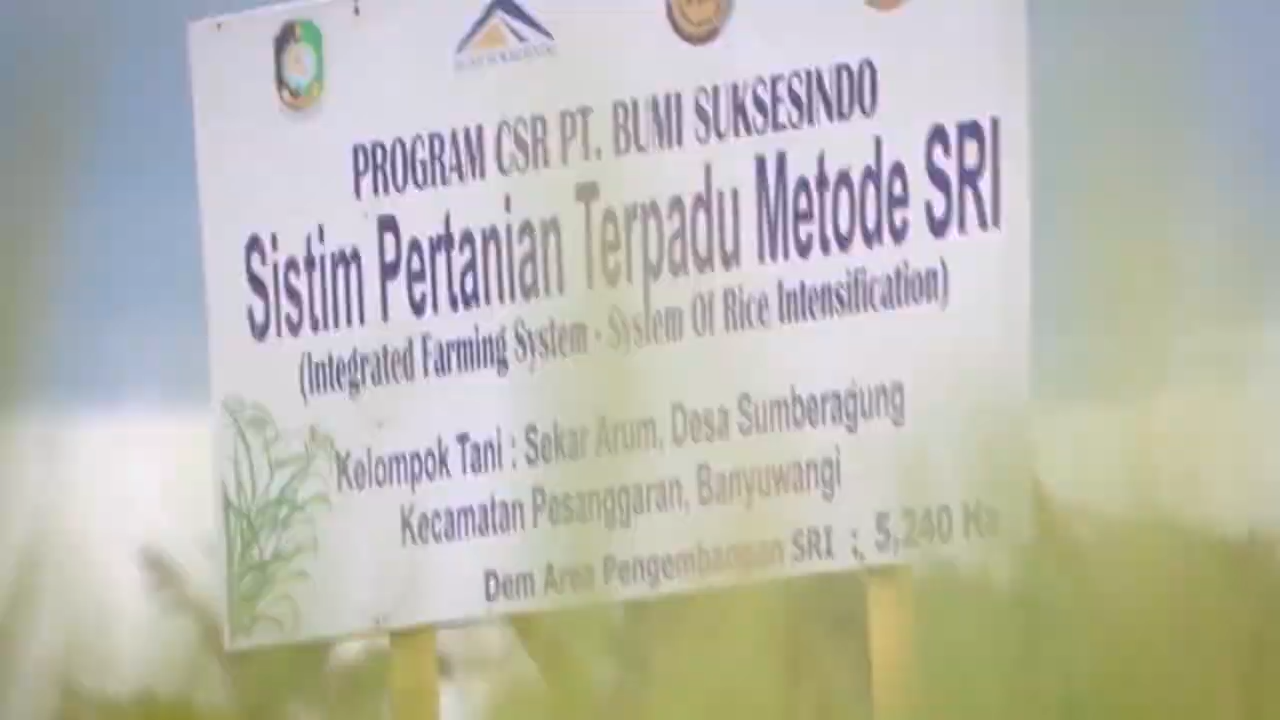 PROGRAM CSR PT. BUMI SUKSESINDO
Sistim Pertanian Terpadu Metode SRI
(Integrated Farming System - System Of Rice Intensification)
Kelompok Tani : Sekar Arum, Desa Sumberagung
Kecamatan Pesanggaran, Banyuwangi
Dem Area Pengembangan SRI : 5,240 Ha